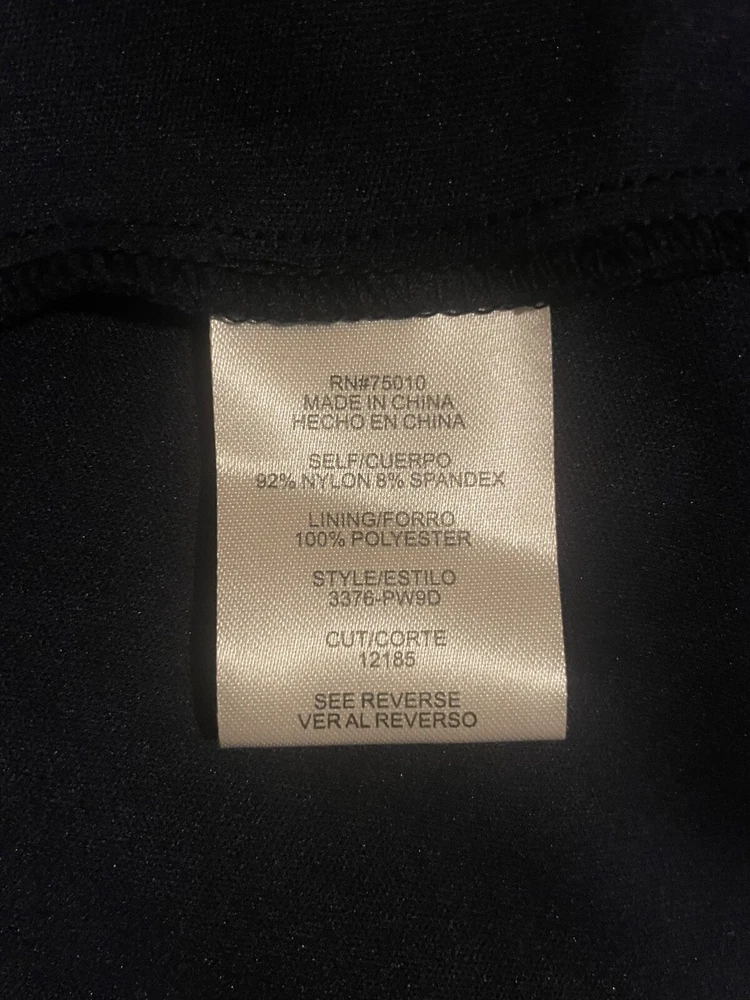 RN#75010
MADE IN CHINA
HECHO EN CHINA
SELF/CUERPO
92% NYLON 8% SPANDEX
LINING/FORRO
100% POLYESTER
STYLE/ESTILO
3376-PW9D
CUT/CORTE
12185
SEE REVERSE
VER AL REVERSO